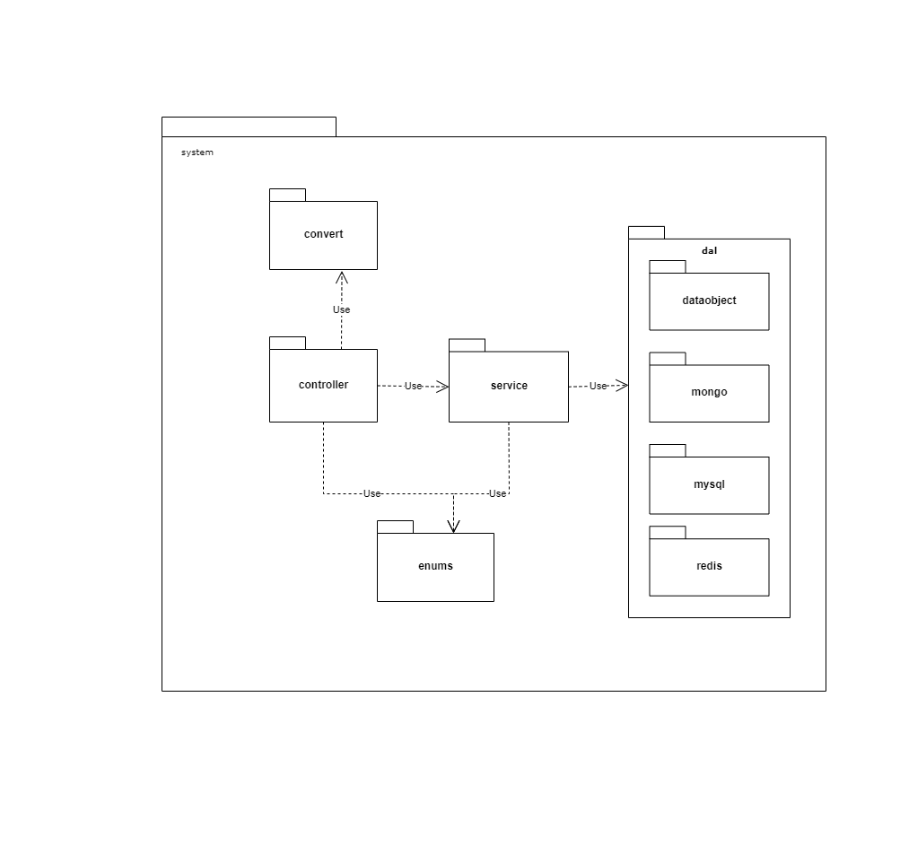 system
convert
dal
dataobject
Use
controller
Use
service
Use
mongo
mysql
Use
Use
enums
redis